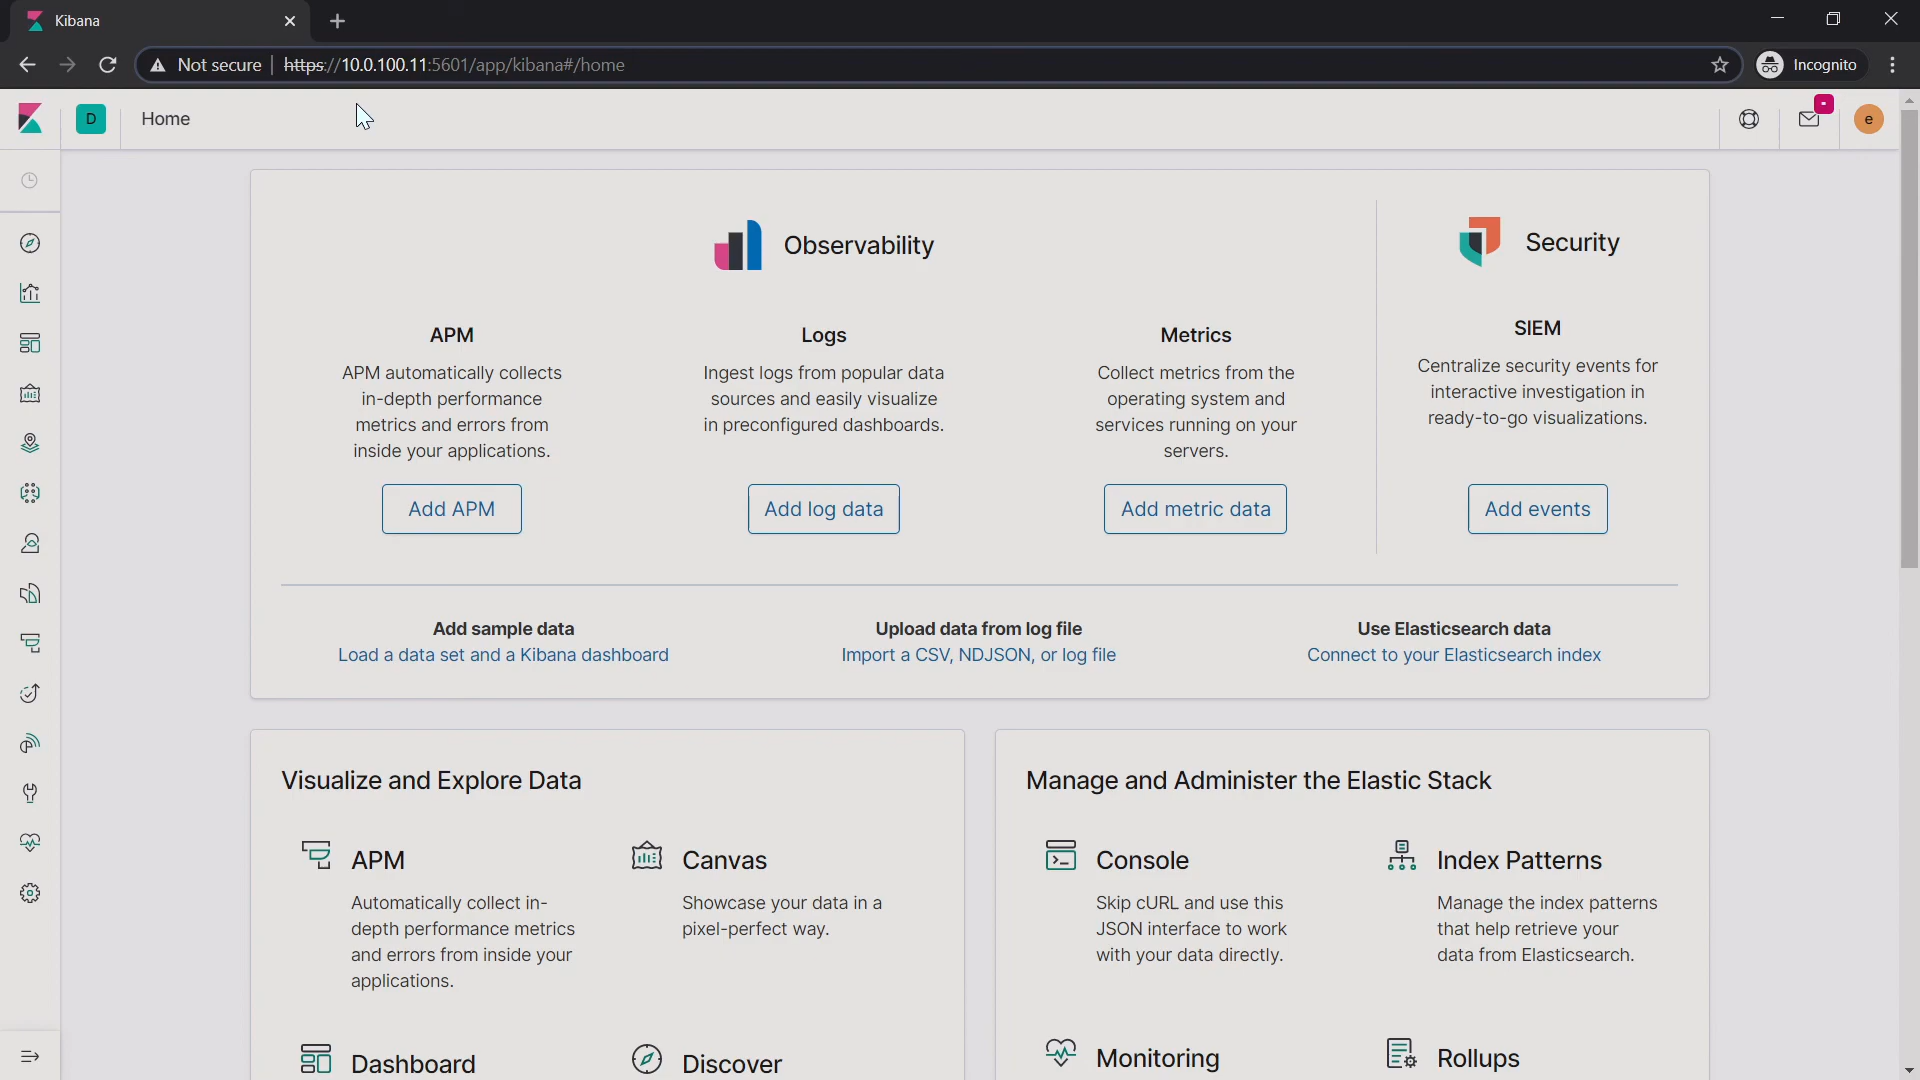 Kibana
Not secure
https://10.0.100.11:5601/app/kibana#/home
Incognito
D
Home
e
Observability
Security
APM
APM automatically collects
in-depth performance
metrics and errors from
inside your applications.
Add APM
Logs
Ingest logs from popular data
sources and easily visualize
in preconfigured dashboards.
Add log data
Metrics
Collect metrics from the
operating system and
services running on your
servers.
Add metric data
SIEM
Centralize security events for
interactive investigation in
ready-to-go visualizations.
Add events
Add sample data
Load a data set and a Kibana dashboard
Upload data from log file
Import a CSV, NDJSON, or log file
Use Elasticsearch data
Connect to your Elasticsearch index
Visualize and Explore Data
APM
Automatically collect in-
depth performance metrics
and errors from inside your
applications.
Canvas
Showcase your data in a
pixel-perfect way.
Dashboard
Discover
Manage and Administer the Elastic Stack
Console
Skip cURL and use this
JSON interface to work
with your data directly.
Index Patterns
Manage the index patterns
that help retrieve your
data from Elasticsearch.
Monitoring
Rollups